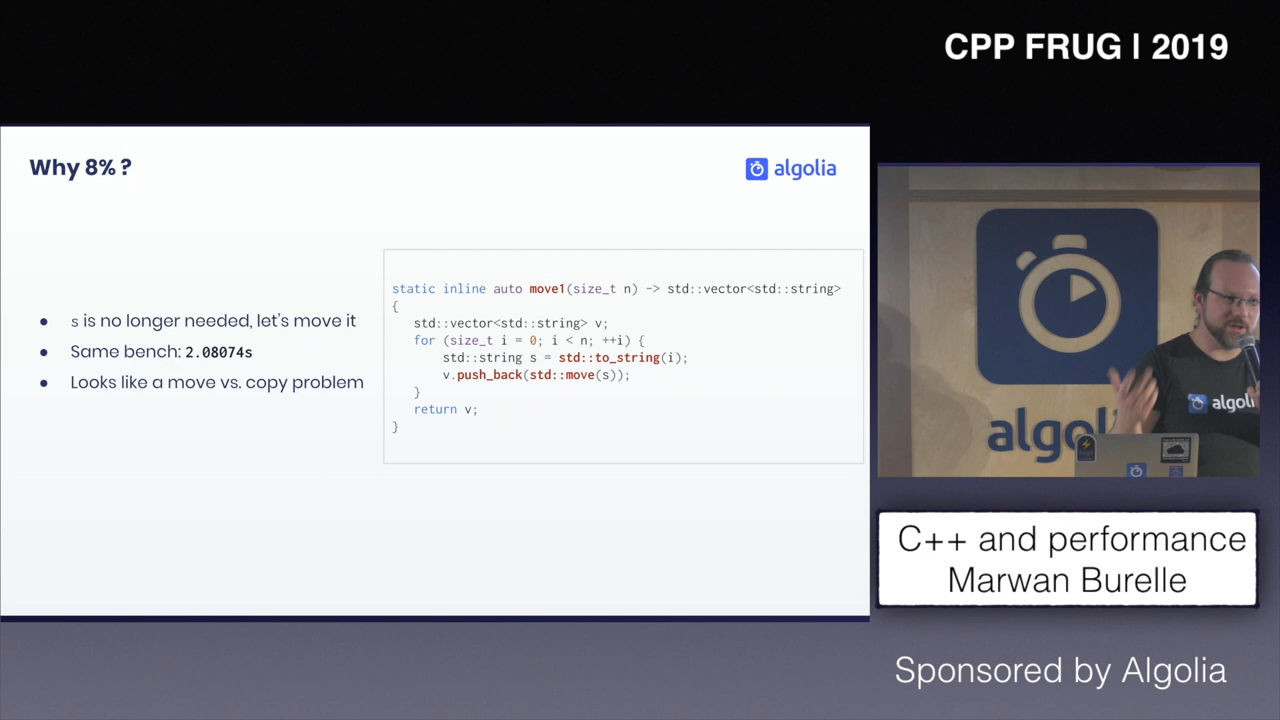 CPP FRUG | 2019
Why 8% ?
algolia
s is no longer needed, let's move it
Same bench: 2.08074s
Looks like a move vs. copy problem
static inline auto move1(size_t n) -> std::vector<std::string>
{
std::vector<std::string> v;
for (size_t i = 0; i < n; ++i) {
std::string s = std::to_string(i);
v.push_back(std::move(s));
}
return v;
}
algoli
algol
C++ and performance
Marwan Burelle
Sponsored by Algolia